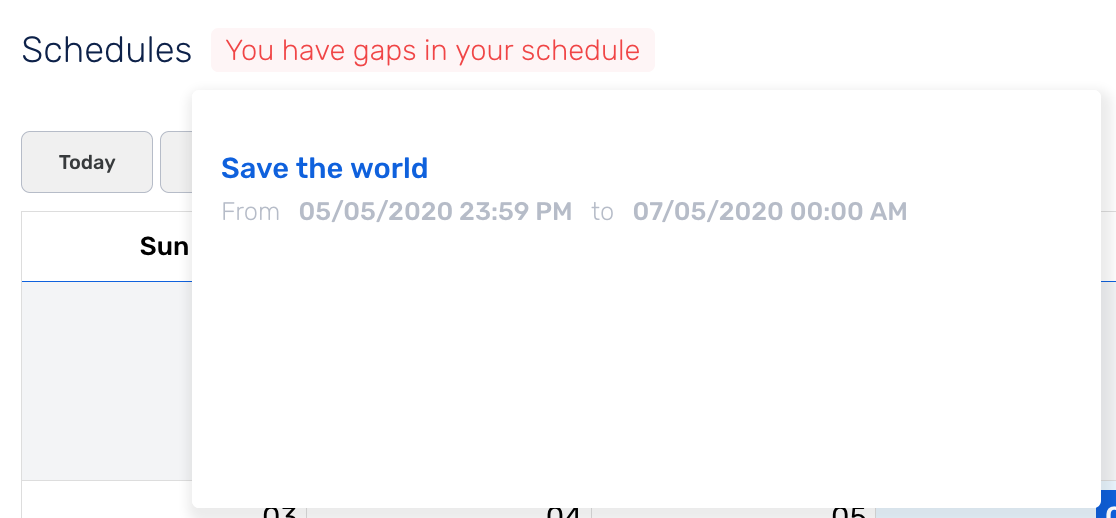 Schedules You have gaps in your schedule
Today
Save the world
From 05/05/2020 23:59 PM to 07/05/2020 00:00 AM
Sun
03 04 05